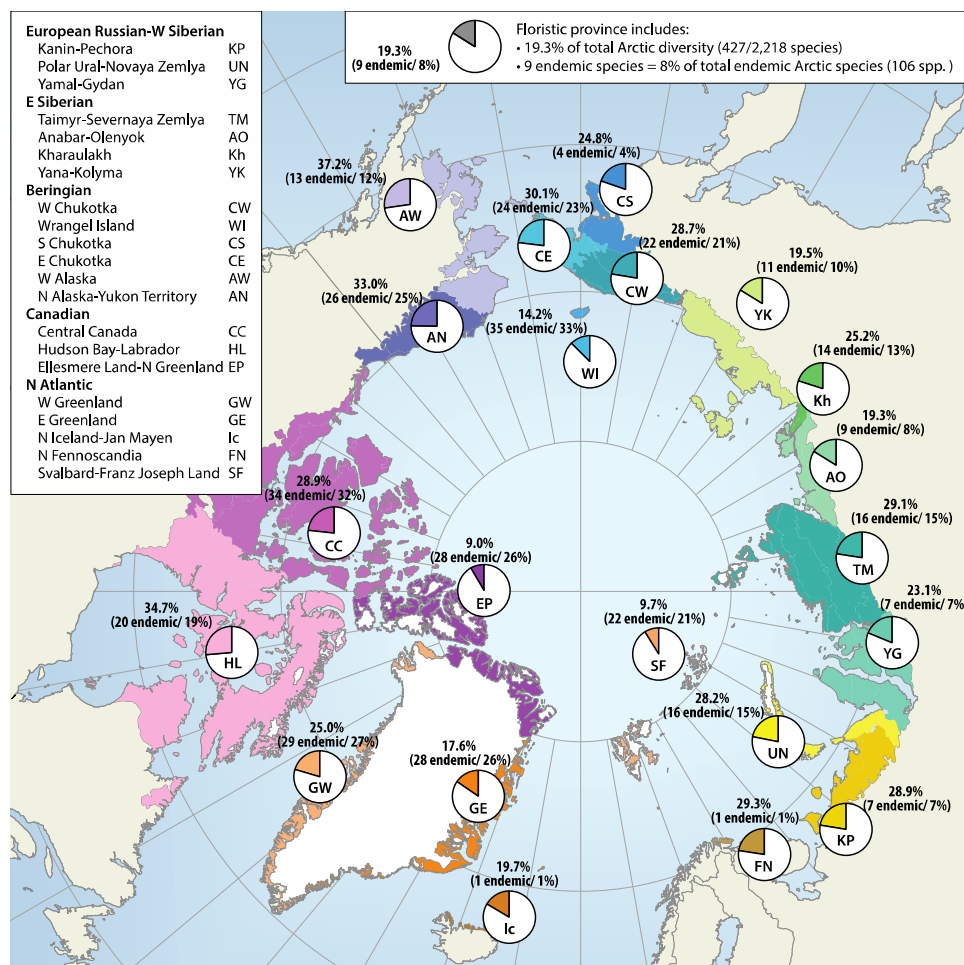 European Russian-W Siberian
Kanin-Pechora KP
Polar Ural-Novaya Zemlya UN
Yamal-Gydan YG
E Siberian
Taimyr-Severnaya Zemlya TM
Anabar-Olenyok AO
Kharaulakh Kh
Yana-Kolyma YK
Beringian
W Chukotka CW
Wrangel Island WI
S Chukotka CS
E Chukotka CE
W Alaska AW
N Alaska-Yukon Territory AN
Canadian
Central Canada CC
Hudson Bay-Labrador HL
Ellesmere Land-N Greenland EP
N Atlantic
W Greenland GW
E Greenland GE
N Iceland-Jan Mayen Ic
N Fennoscandia FN
Svalbard-Franz Joseph Land SF
19.3%
(9 endemic/ 8%)
Floristic province includes:
• 19.3% of total Arctic diversity (427/2,218 species)
• 9 endemic species = 8% of total endemic Arctic species (106 spp. )
24.8%
(4 endemic/ 4%)
CS
37.2%
(13 endemic/ 12%)
AW
30.1%
(24 endemic/ 23%)
CE
28.7%
(22 endemic/ 21%)
CW
19.5%
(11 endemic/ 10%)
YK
33.0%
(26 endemic/ 25%)
AN
14.2%
(35 endemic/ 33%)
WI
25.2%
(14 endemic/ 13%)
Kh
19.3%
(9 endemic/ 8%)
AO
28.9%
(34 endemic/ 32%)
CC
29.1%
(16 endemic/ 15%)
TM
9.0%
(28 endemic/ 26%)
EP
23.1%
(7 endemic/ 7%)
YG
34.7%
(20 endemic/ 19%)
HL
9.7%
(22 endemic/ 21%)
SF
28.2%
(16 endemic/ 15%)
UN
25.0%
(29 endemic/ 27%)
GW
17.6%
(28 endemic/ 26%)
GE
28.9%
(7 endemic/ 7%)
KP
29.3%
(1 endemic/ 1%)
FN
19.7%
(1 endemic/ 1%)
Ic